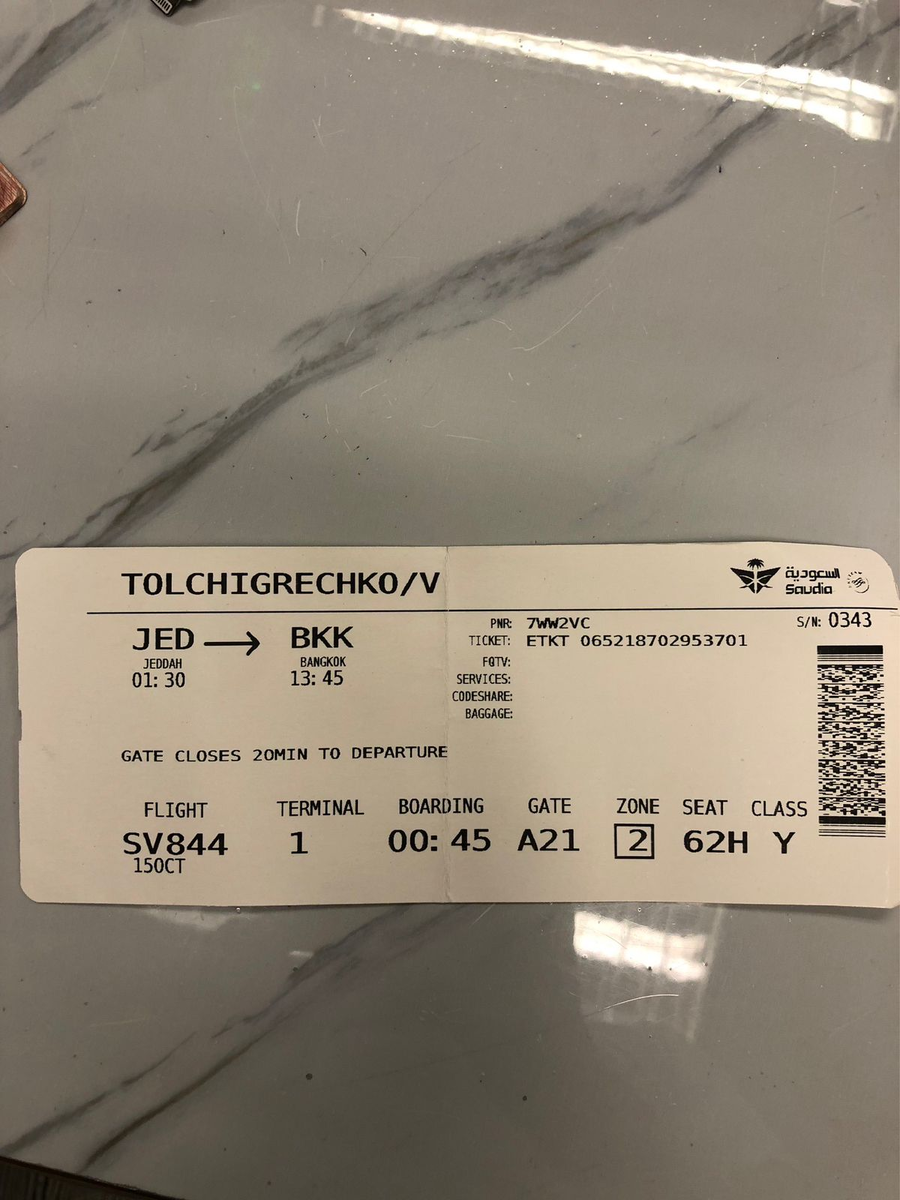 TOLCHIGRECHKO/V
السعودية
Saudia
JED → BKK
JEDDAH BANGKOK
01:30 13:45
PNR: 7WW2VC
TICKET: ETKT 065218702953701
FQTV:
SERVICES:
CODESHARE:
BAGGAGE:
S/N: 0343
GATE CLOSES 20MIN TO DEPARTURE
FLIGHT TERMINAL BOARDING GATE ZONE SEAT CLASS
SV844 1 00:45 A21 2 62H Y
15OCT